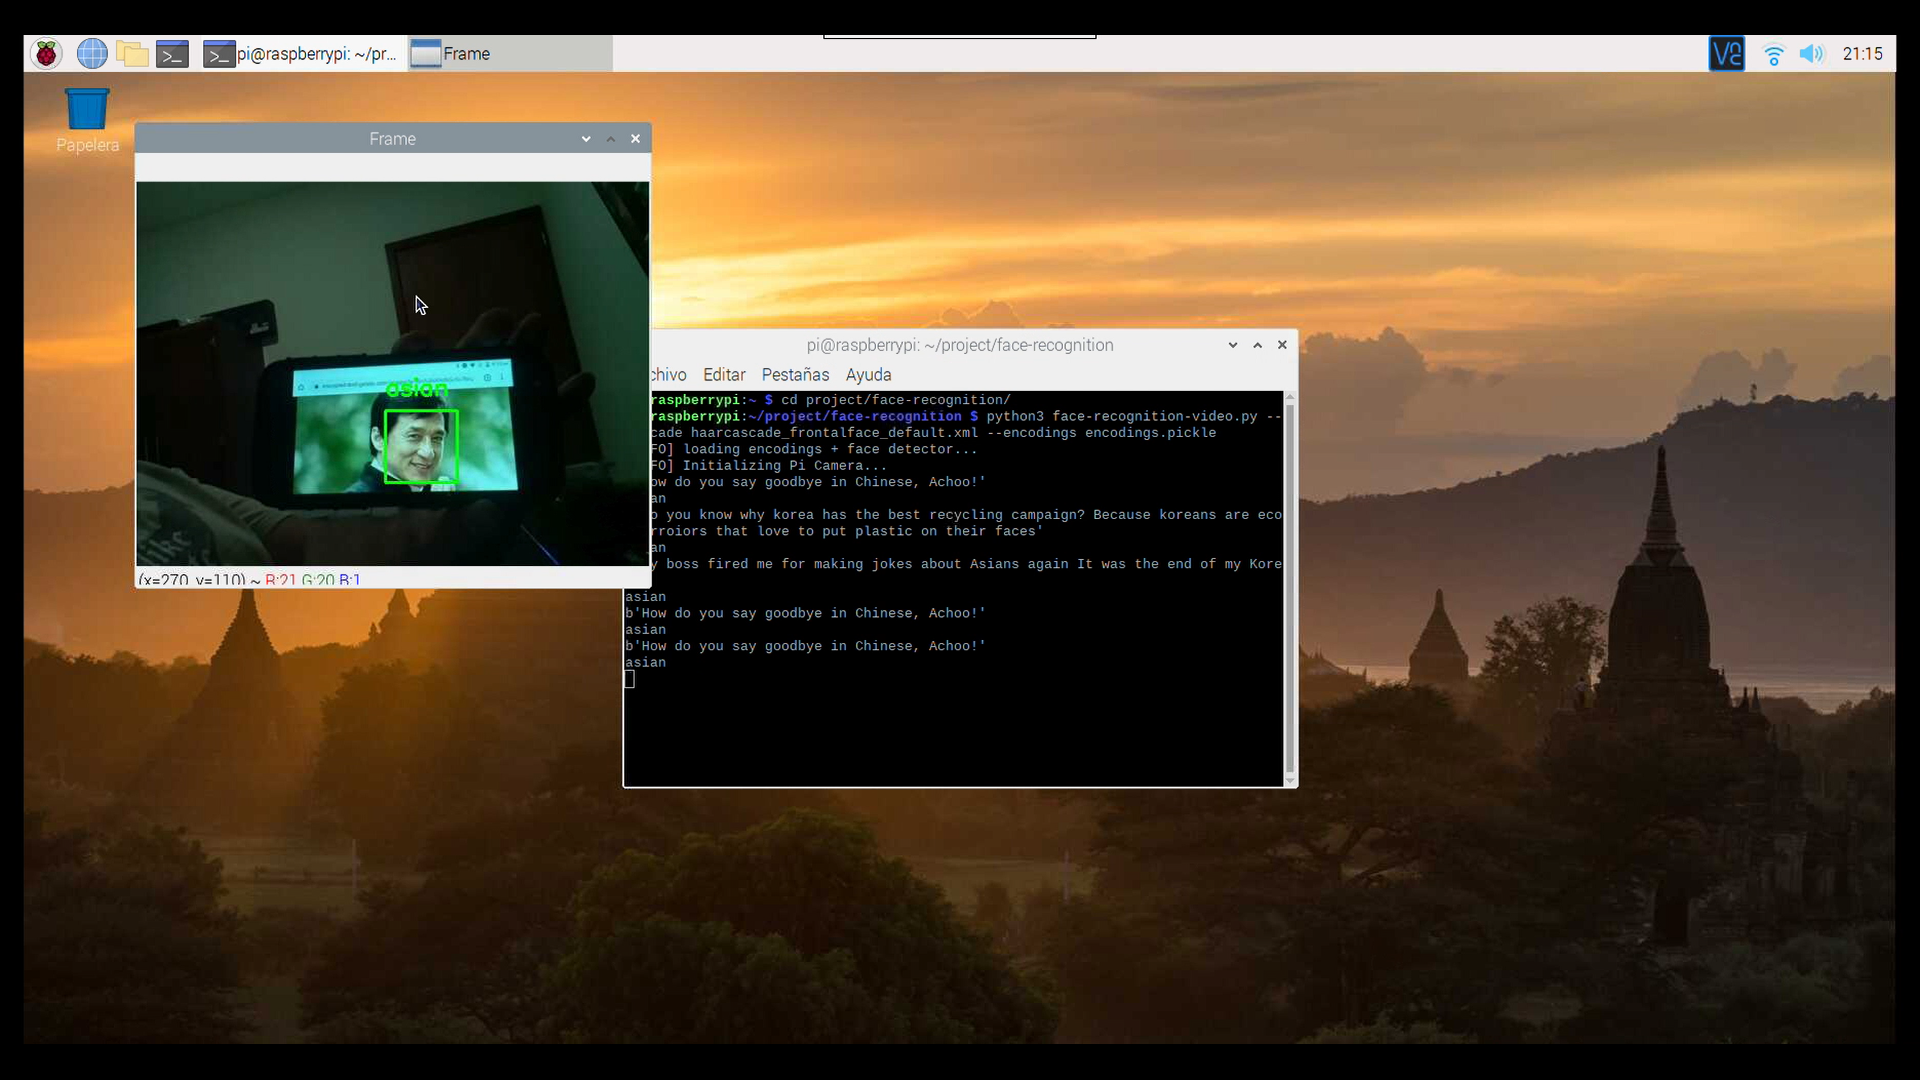 pi@raspberrypi: ~/pr...
Frame
21:15
Papelera
Frame
asian
(x=270, y=110) ~ R:21 G:20 B:1
pi@raspberrypi: ~/project/face-recognition
chivo Editar Pestañas Ayuda
raspberrypi:~ $ cd project/face-recognition/
raspberrypi:~/project/face-recognition $ python3 face-recognition-video.py --
cade haarcascade_frontalface_default.xml --encodings encodings.pickle
FO] loading encodings + face detector...
FO] Initializing Pi Camera...
ow do you say goodbye in Chinese, Achoo!'
an
o you know why korea has the best recycling campaign? Because koreans are eco
rroiors that love to put plastic on their faces'
an
y boss fired me for making jokes about Asians again It was the end of my Kore
asian
b'How do you say goodbye in Chinese, Achoo!'
asian
b'How do you say goodbye in Chinese, Achoo!'
asian